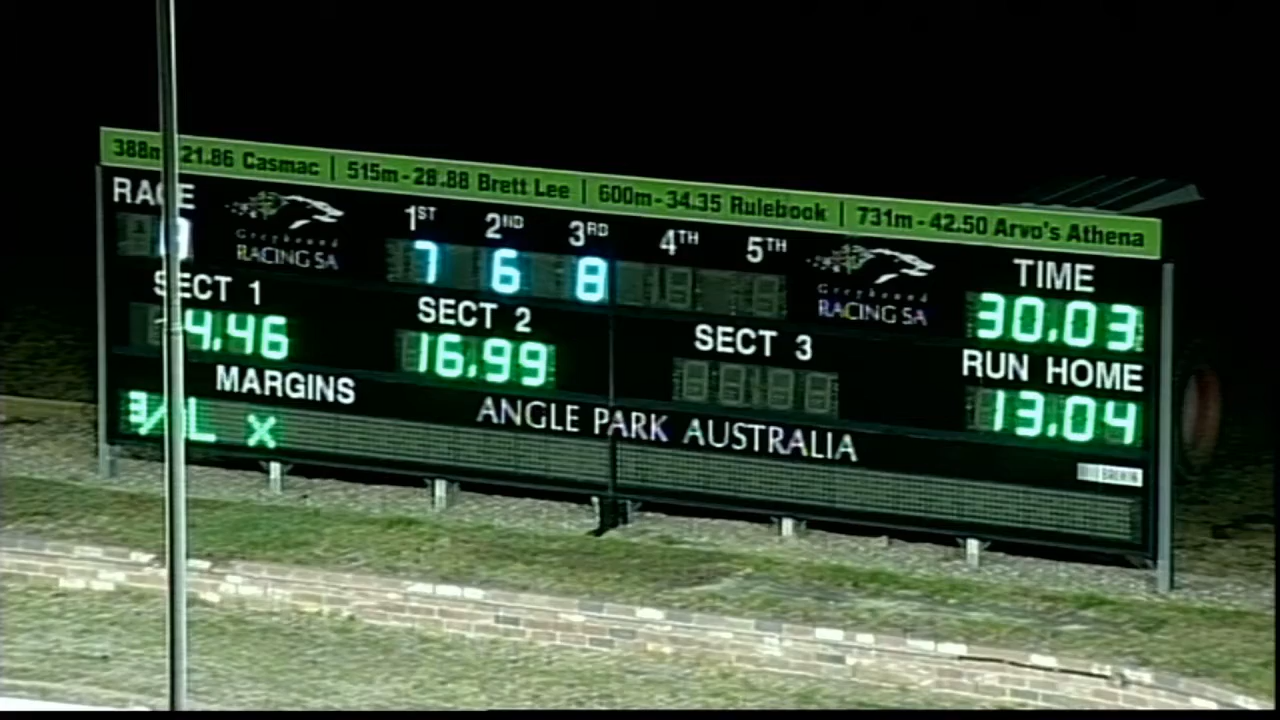 388m-21.86 Casmac | 515m-28.88 Brett Lee | 600m-34.35 Rulebook | 731m-42.50 Arvo's Athena
RACE
Greyhound
RACING SA
1ST 2ND 3RD 4TH 5TH
7 6 8
Greyhound
RACING SA
TIME
30.03
SECT 1
4.46
SECT 2
16.99
SECT 3
RUN HOME
13.04
MARGINS
ANGLE PARK AUSTRALIA